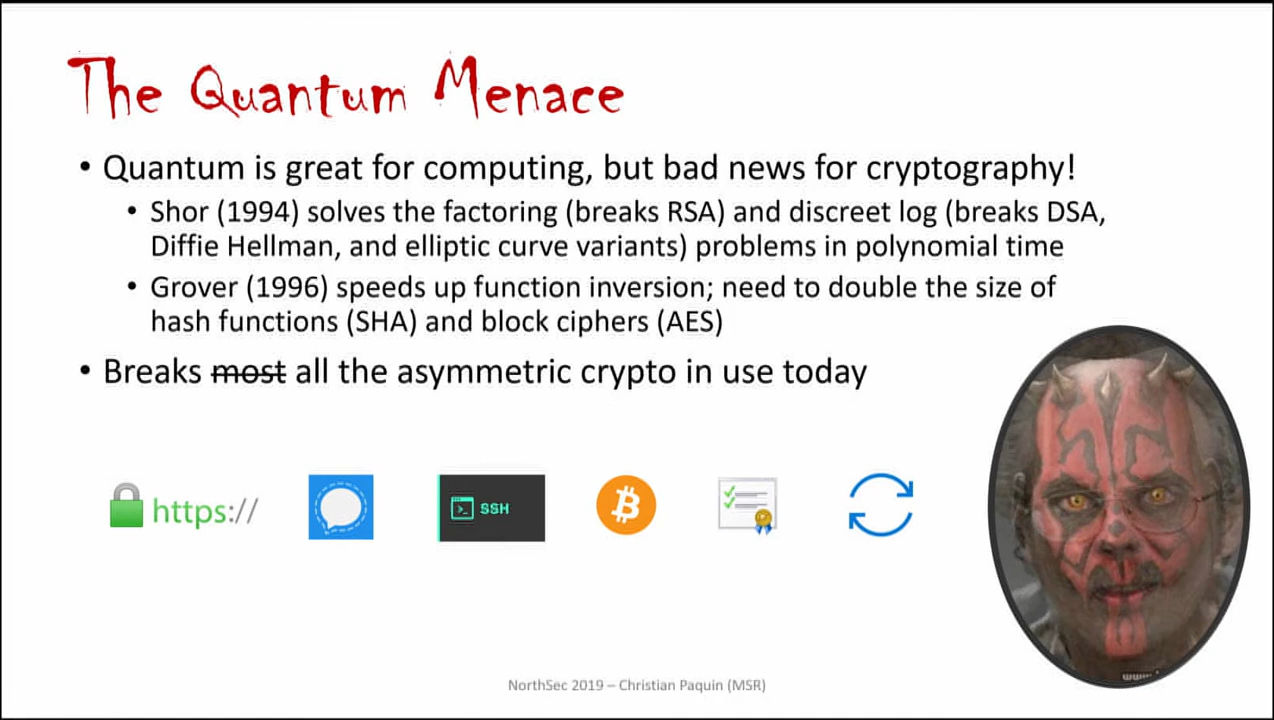 The Quantum Menace
• Quantum is great for computing, but bad news for cryptography!
• Shor (1994) solves the factoring (breaks RSA) and discreet log (breaks DSA,
Diffie Hellman, and elliptic curve variants) problems in polynomial time
• Grover (1996) speeds up function inversion; need to double the size of
hash functions (SHA) and block ciphers (AES)
• Breaks most all the asymmetric crypto in use today
https://
SSH
NorthSec 2019 – Christian Paquin (MSR)